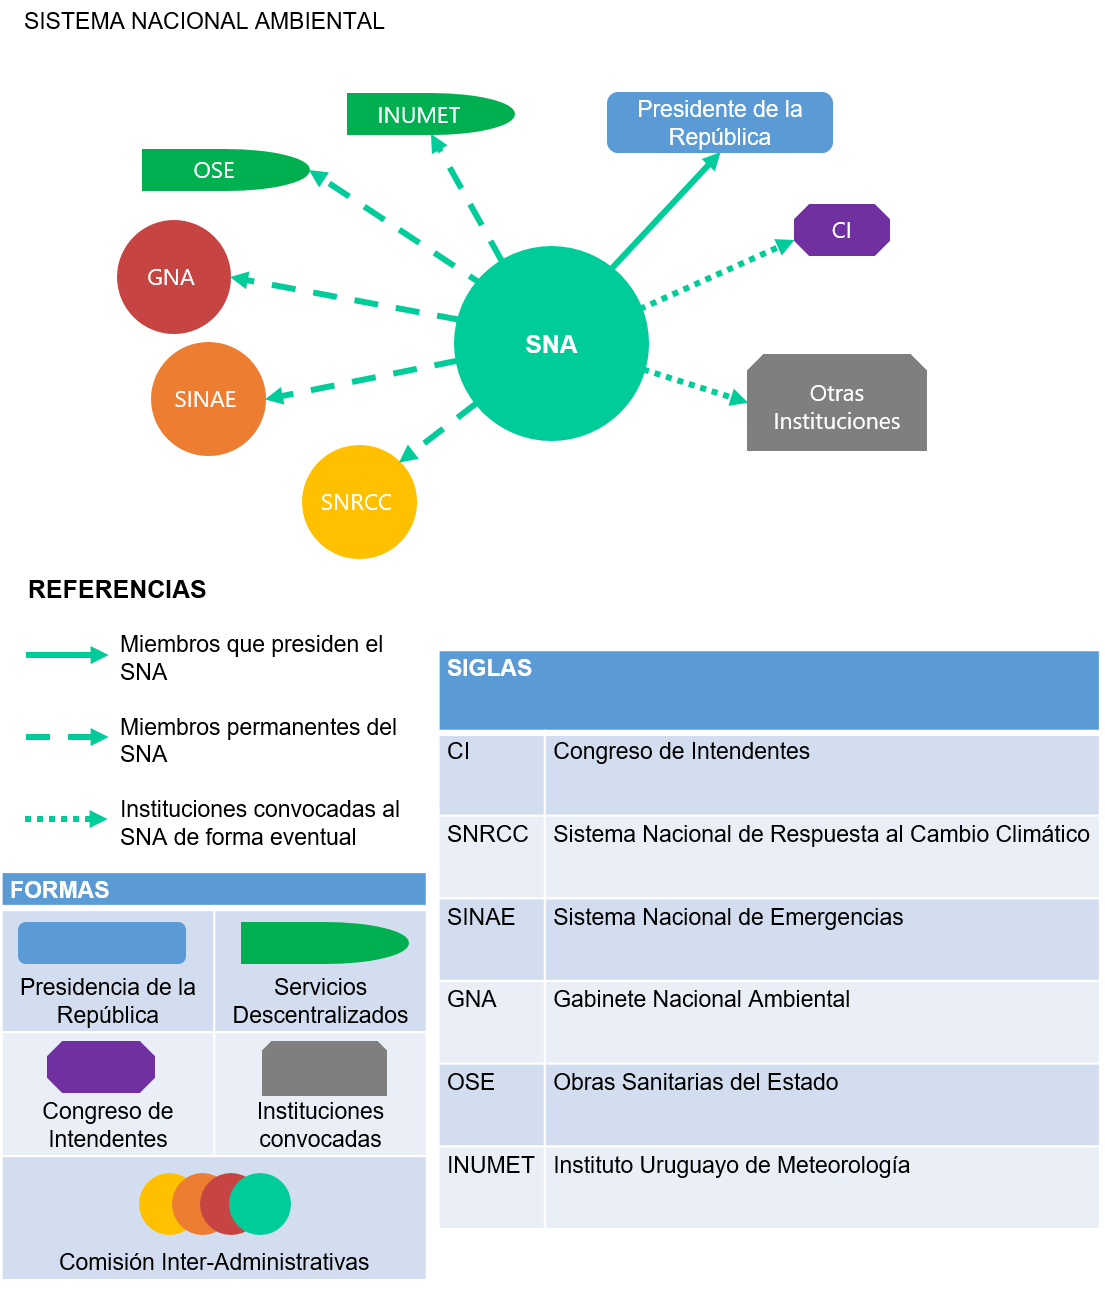 SISTEMA NACIONAL AMBIENTAL
INUMET
Presidente de la
República
OSE
CI
GNA
SNA
SINAE
Otras
Instituciones
SNRCC
REFERENCIAS
Miembros que presiden el
SNA
Miembros permanentes del
SNA
Instituciones convocadas al
SNA de forma eventual
FORMAS
Presidencia de la
República
Servicios
Descentralizados
Congreso de
Intendentes
Instituciones
convocadas
Comisión Inter-Administrativas
SIGLAS
CI Congreso de Intendentes
SNRCC Sistema Nacional de Respuesta al Cambio Climático
SINAE Sistema Nacional de Emergencias
GNA Gabinete Nacional Ambiental
OSE Obras Sanitarias del Estado
INUMET Instituto Uruguayo de Meteorología